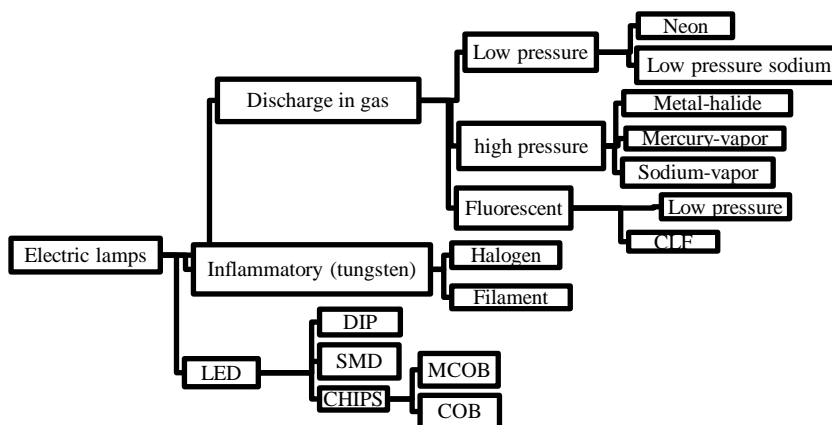 Neon
Low pressure
Low pressure sodium
Discharge in gas
Metal-halide
high pressure
Mercury-vapor
Sodium-vapor
Fluorescent
Low pressure
CLF
Electric lamps
Inflammatory (tungsten)
Halogen
Filament
DIP
LED
SMD
MCOB
CHIPS
COB